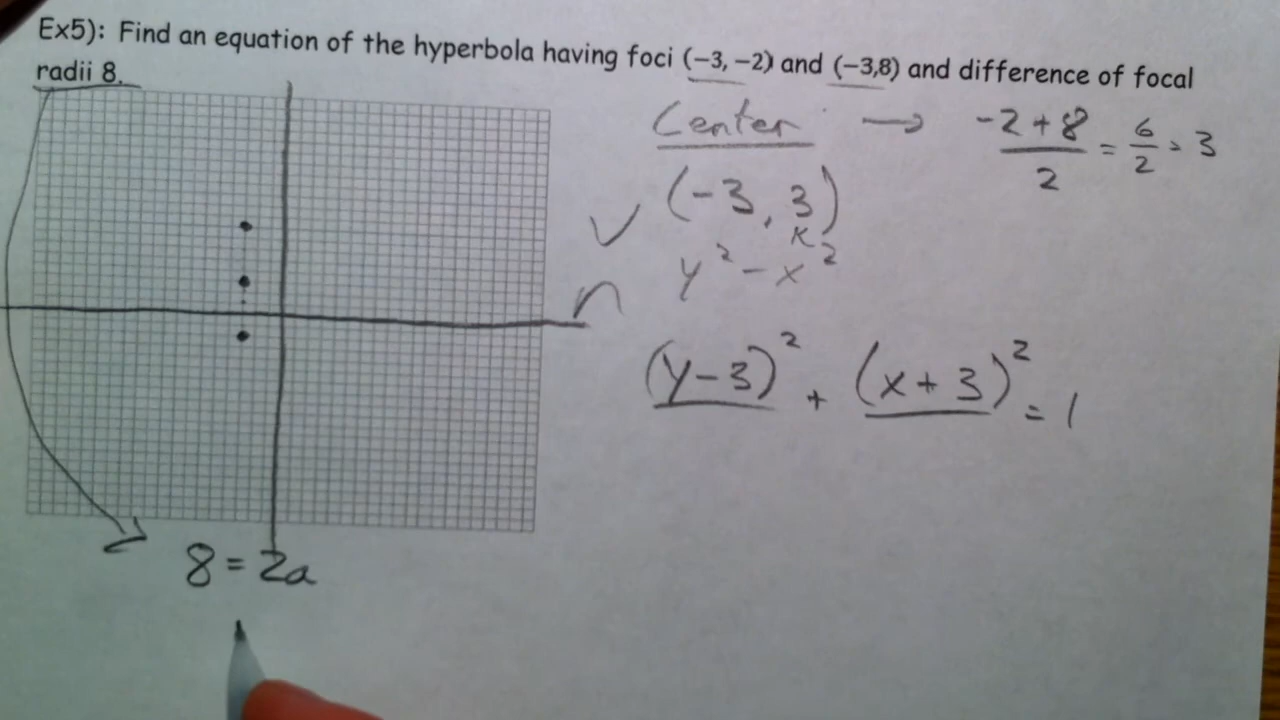 Ex5): Find an equation of the hyperbola having foci (−3, −2) and (−3,8) and difference of focal
radii 8.
Center → -2+8/2 = 6/2 = 3
(-3, 3)
K
y² - x²
(y-3)² + (x+3)² = 1
8 = 2a